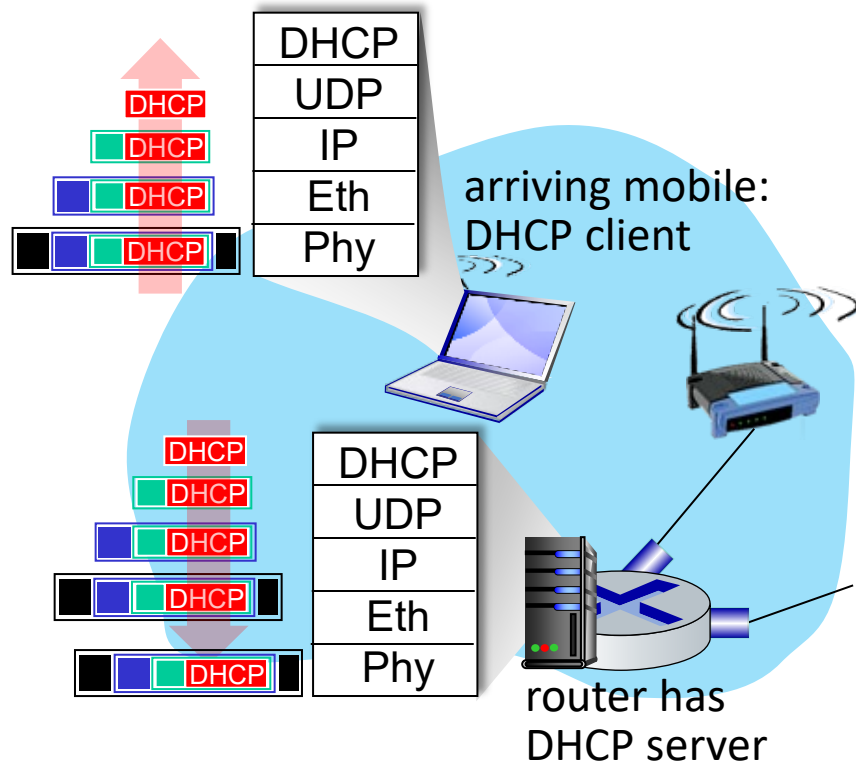 DHCP
UDP
IP
Eth
Phy
DHCP
DHCP
DHCP
DHCP
arriving mobile:
DHCP client
DHCP
UDP
IP
Eth
Phy
DHCP
DHCP
DHCP
DHCP
DHCP
router has
DHCP server